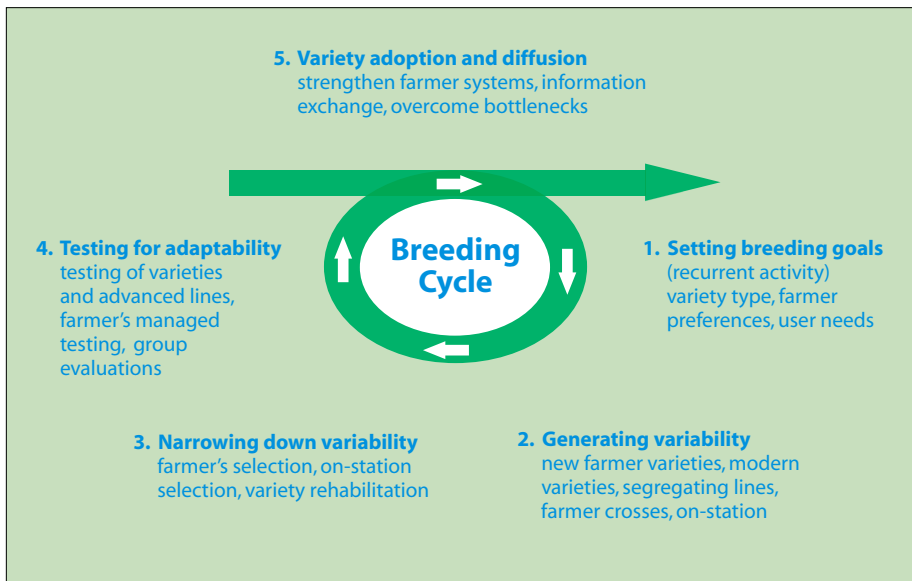 5. Variety adoption and diffusion
strengthen farmer systems, information
exchange, overcome bottlenecks
Breeding
Cycle
1. Setting breeding goals
(recurrent activity)
variety type, farmer
preferences, user needs
2. Generating variability
new farmer varieties, modern
varieties, segregating lines,
farmer crosses, on-station
3. Narrowing down variability
farmer's selection, on-station
selection, variety rehabilitation
4. Testing for adaptability
testing of varieties
and advanced lines,
farmer's managed
testing, group
evaluations